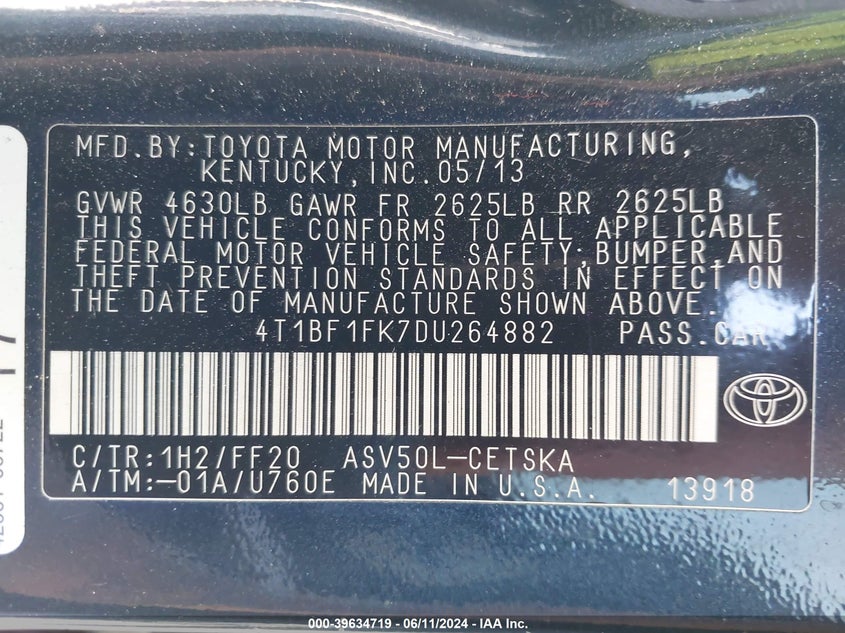 MFD.BY:TOYOTA MOTOR MANUFACTURING,
KENTUCKY,INC.05/13
GVWR 4630LB GAWR FR 2625LB RR 2625LB
THIS VEHICLE CONFORMS TO ALL APPLICABLE
FEDERAL MOTOR VEHICLE SAFETY,BUMPER,AND
THEFT PREVENTION STANDARDS IN EFFECT ON
THE DATE OF MANUFACTURE SHOWN ABOVE.
4T1BF1FK7DU264882 PASS.CAR
C/TR:1H2/FF20 ASV50L-CETSKA
A/TM:-01A/U760E MADE IN U.S.A. 13918
000-39634719 - 06/11/2024 - IAA Inc.